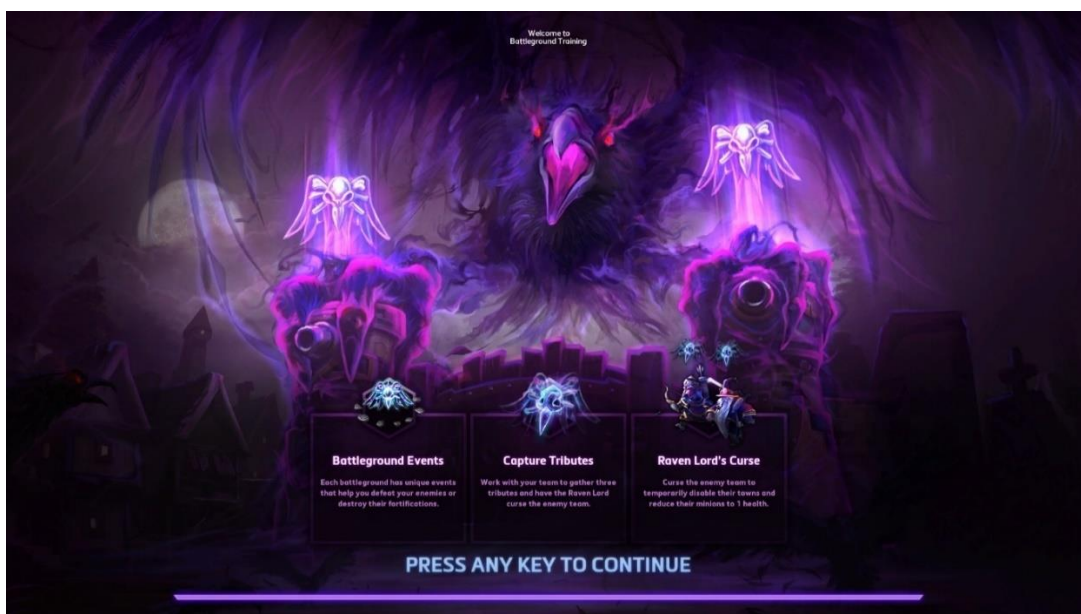 Welcome to
Battleground Training
Battleground Events
Each battleground has unique events
that help you defeat your enemies or
destroy their fortifications.
Capture Tributes
Work with your team to gather three
tributes and have the Raven Lord
curse the enemy team.
Raven Lord's Curse
Curse the enemy team to
temporarily disable their towns and
reduce their minions to 1 health.
PRESS ANY KEY TO CONTINUE